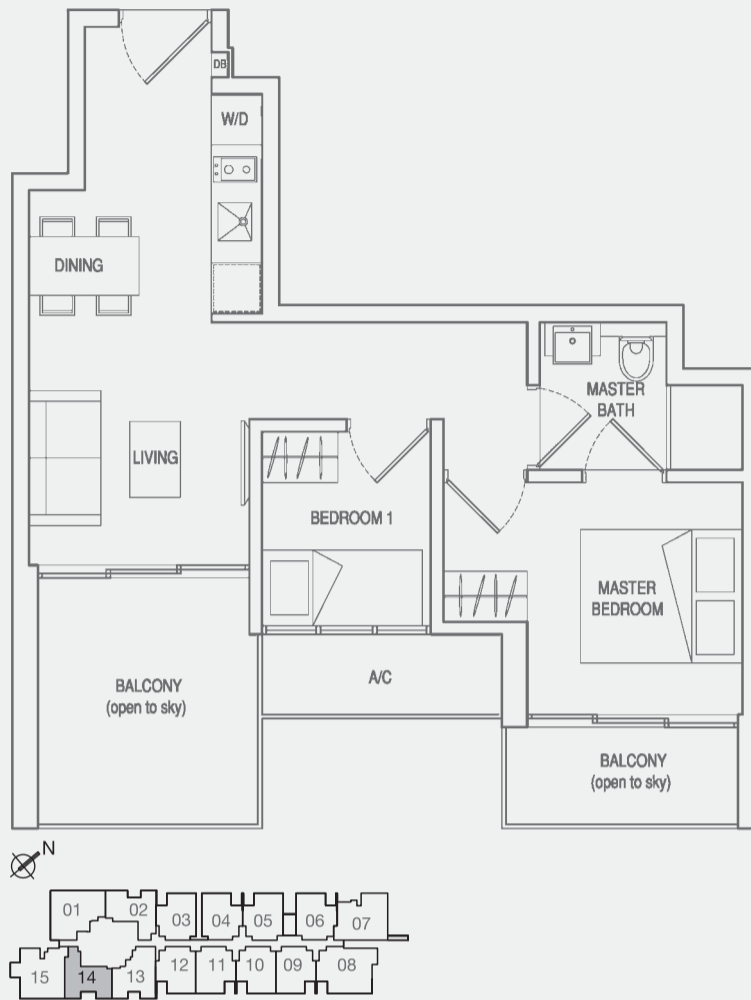 DB
W/D
DINING
LIVING
MASTER
BATH
BEDROOM 1
MASTER
BEDROOM
BALCONY
(open to sky)
A/C
BALCONY
(open to sky)
N
01 02 03 04 05 06 07
15 14 13 12 11 10 09 08